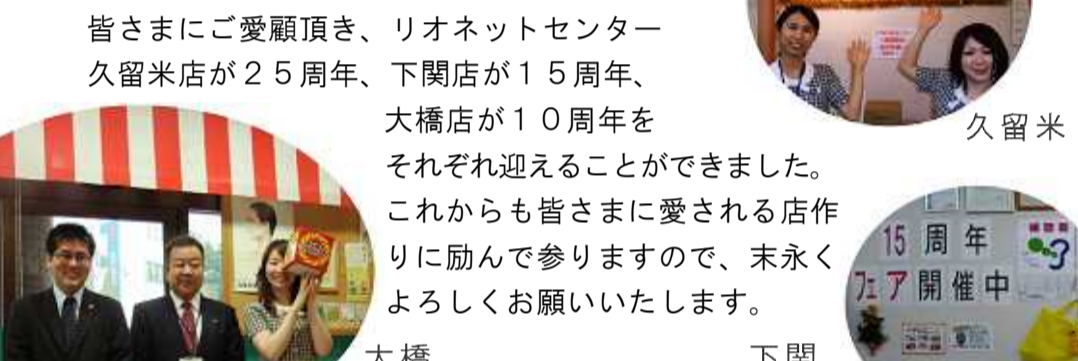 皆さまにご愛顧頂き、リオネットセンター
久留米店が２５周年、下関店が１５周年、
大橋店が１０周年を
それぞれ迎えることができました。
これからも皆さまに愛される店作
りに励んで参りますので、末永く
よろしくお願いいたします。
久留米
15周年
フェア開催中
大橋
下関